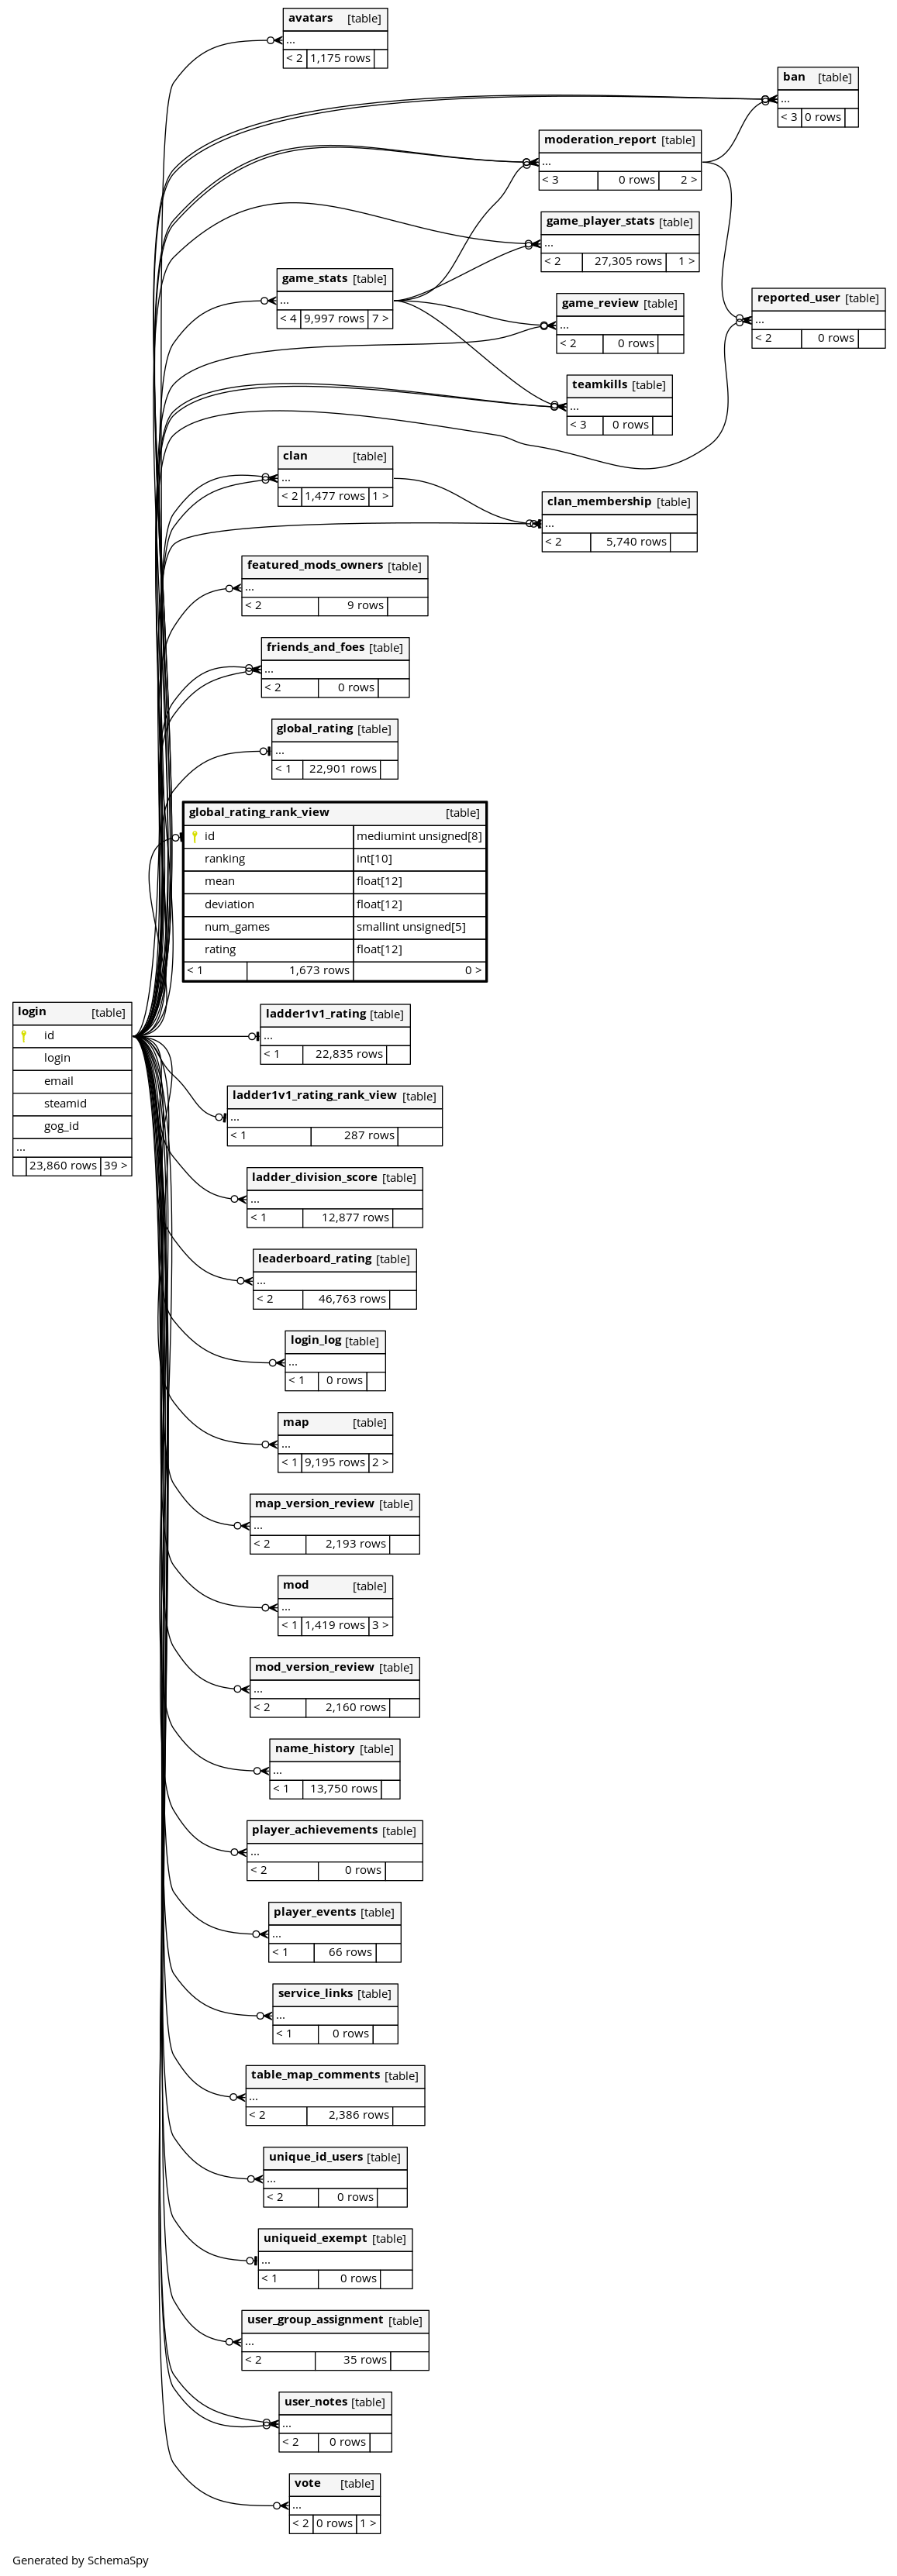 avatars [table]
...
< 2 1,175 rows
ban [table]
...
< 3 0 rows
moderation_report [table]
...
< 3 0 rows 2 >
game_player_stats [table]
...
< 2 27,305 rows 1 >
game_stats [table]
...
< 4 9,997 rows 7 >
game_review [table]
...
< 2 0 rows
reported_user [table]
...
< 2 0 rows
teamkills [table]
...
< 3 0 rows
clan [table]
...
< 2 1,477 rows 1 >
clan_membership [table]
...
< 2 5,740 rows
featured_mods_owners [table]
...
< 2 9 rows
friends_and_foes [table]
...
< 2 0 rows
global_rating [table]
...
< 1 22,901 rows
global_rating_rank_view [table]
id mediumint unsigned[8]
ranking int[10]
mean float[12]
deviation float[12]
num_games smallint unsigned[5]
rating float[12]
< 1 1,673 rows 0 >
login [table]
id
login
email
steamid
gog_id
...
23,860 rows 39 >
ladder1v1_rating [table]
...
< 1 22,835 rows
ladder1v1_rating_rank_view [table]
...
< 1 287 rows
ladder_division_score [table]
...
< 1 12,877 rows
leaderboard_rating [table]
...
< 2 46,763 rows
login_log [table]
...
< 1 0 rows
map [table]
...
< 1 9,195 rows 2 >
map_version_review [table]
...
< 2 2,193 rows
mod [table]
...
< 1 1,419 rows 3 >
mod_version_review [table]
...
< 2 2,160 rows
name_history [table]
...
< 1 13,750 rows
player_achievements [table]
...
< 2 0 rows
player_events [table]
...
< 1 66 rows
service_links [table]
...
< 1 0 rows
table_map_comments [table]
...
< 2 2,386 rows
unique_id_users [table]
...
< 2 0 rows
uniqueid_exempt [table]
...
< 1 0 rows
user_group_assignment [table]
...
< 2 35 rows
user_notes [table]
...
< 2 0 rows
vote [table]
...
< 2 0 rows 1 >
Generated by SchemaSpy